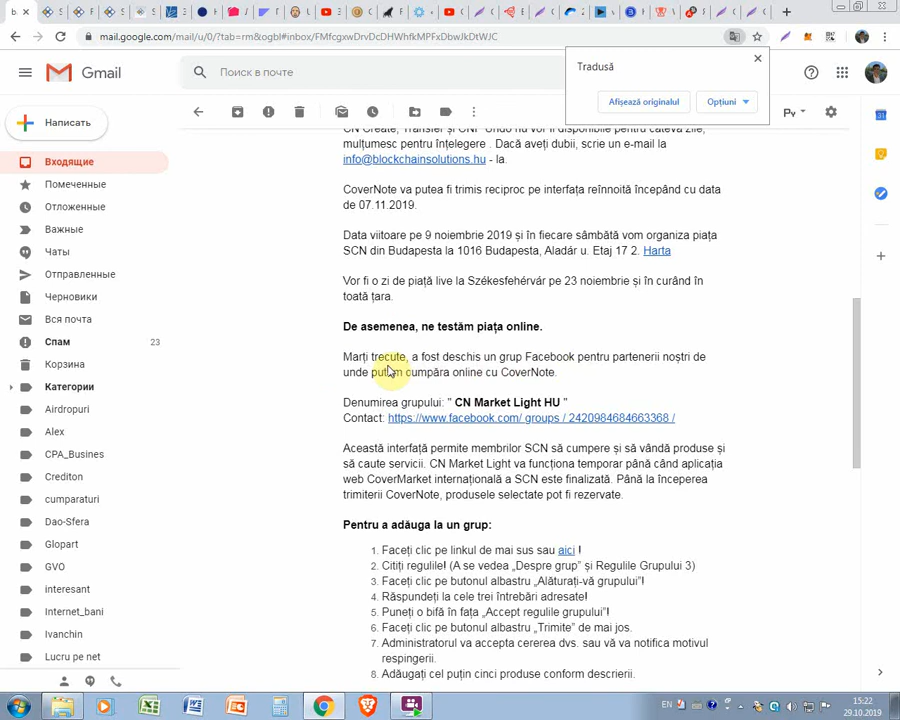 b.
mail.google.com/mail/u/0/?tab=rm&ogbl#inbox/FMfcgxwDrvDcDHWhfkMPFxDbwJkDtWJC
Tradusă
Afișează originalul
Opțiuni
Gmail
Поиск в почте
Написать
Входящие
Помеченные
Отложенные
Важные
Чаты
Отправленные
Черновики
Вся почта
Спам 23
Корзина
Категории
Airdropuri
Alex
CPA_Busines
Crediton
cumparaturi
Dao-Sfera
Glopart
GVO
interesant
Internet_bani
Ivanchin
Lucru pe net
CN Create, Transfer și CNP Undo nu vor fi disponibile pentru câteva zile,
mulțumesc pentru înțelegere . Dacă aveți dubii, scrie un e-mail la
info@blockchainsolutions.hu - la.
CoverNote va putea fi trimis reciproc pe interfața reînnoită începând cu data
de 07.11.2019.
Data viitoare pe 9 noiembrie 2019 și în fiecare sâmbătă vom organiza piața
SCN din Budapesta la 1016 Budapesta, Aladár u. Etaj 17 2. Harta
Vor fi o zi de piață live la Székesfehérvár pe 23 noiembrie și în curând în
toată țara.
De asemenea, ne testăm piața online.
Marți trecute, a fost deschis un grup Facebook pentru partenerii noștri de
unde putem cumpăra online cu CoverNote.
Denumirea grupului: " CN Market Light HU "
Contact: https://www.facebook.com/ groups / 2420984684663368 /
Această interfață permite membrilor SCN să cumpere și să vândă produse și
să caute servicii. CN Market Light va funcționa temporar până când aplicația
web CoverMarket internațională a SCN este finalizată. Până la începerea
trimiterii CoverNote, produsele selectate pot fi rezervate.
Pentru a adăuga la un grup:
1. Faceți clic pe linkul de mai sus sau aici !
2. Citiți regulile! (A se vedea „Despre grup" și Regulile Grupului 3)
3. Faceți clic pe butonul albastru „Alăturați-vă grupului"!
4. Răspundeți la cele trei întrebări adresate!
5. Puneți o bifă în fața „Accept regulile grupului"!
6. Faceți clic pe butonul albastru „Trimite" de mai jos.
7. Administratorul va accepta cererea dvs. sau vă va notifica motivul
respingerii.
8. Adăugați cel puțin cinci produse conform descrierii.
EN
15:22
29.10.2019